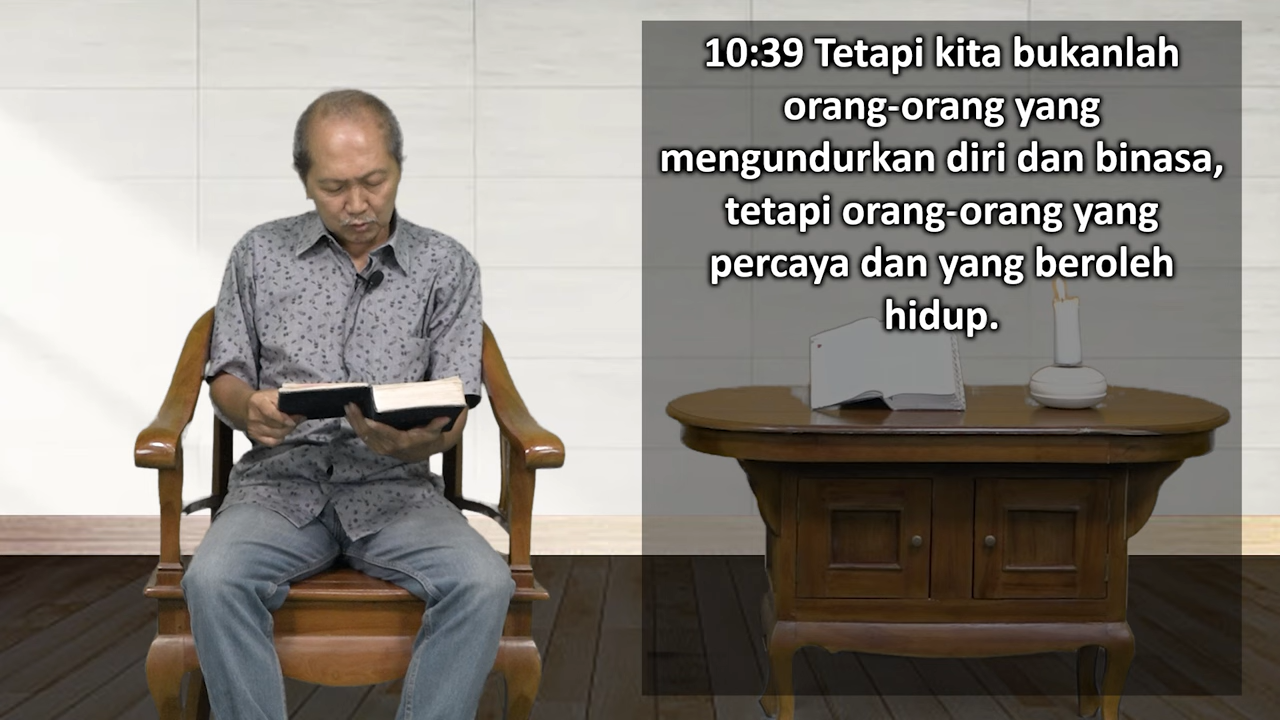 10:39 Tetapi kita bukanlah
orang-orang yang
mengundurkan diri dan binasa,
tetapi orang-orang yang
percaya dan yang beroleh
hidup.